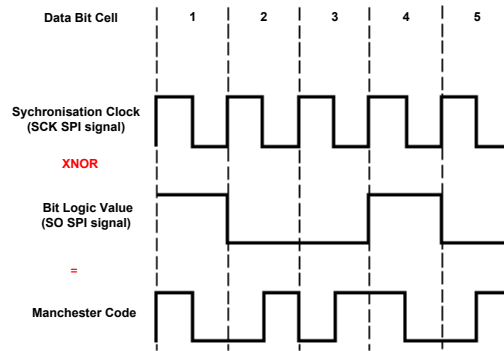 Data Bit Cell 1 2 3 4 5
Sychronisation Clock
(SCK SPI signal)
XNOR
Bit Logic Value
(SO SPI signal)
=
Manchester Code